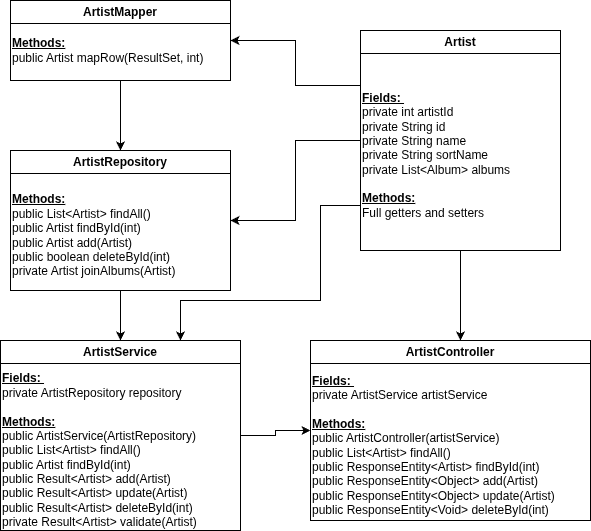 ArtistMapper
Methods:
public Artist mapRow(ResultSet, int)
Artist
Fields:
private int artistId
private String id
private String name
private String sortName
private List<Album> albums
Methods:
Full getters and setters
ArtistRepository
Methods:
public List<Artist> findAll()
public Artist findById(int)
public Artist add(Artist)
public boolean deleteById(int)
private Artist joinAlbums(Artist)
ArtistService
Fields:
private ArtistRepository repository
Methods:
public ArtistService(ArtistRepository)
public List<Artist> findAll()
public Artist findById(int)
public Result<Artist> add(Artist)
public Result<Artist> update(Artist)
public Result<Artist> deleteById(int)
private Result<Artist> validate(Artist)
ArtistController
Fields:
private ArtistService artistService
Methods:
public ArtistController(artistService)
public List<Artist> findAll()
public ResponseEntity<Artist> findById(int)
public ResponseEntity<Object> add(Artist)
public ResponseEntity<Object> update(Artist)
public ResponseEntity<Void> deleteById(int)